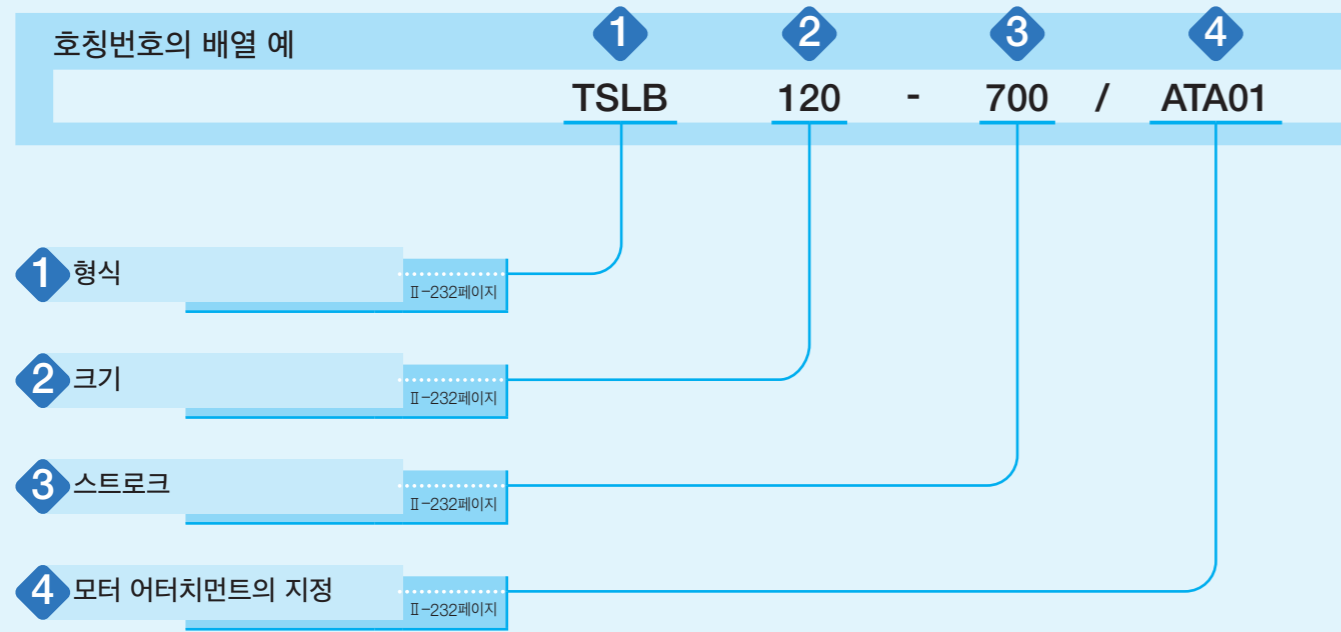 호칭번호의 배열 예
1 2 3 4
TSLB 120 - 700 / ATA01
1 형식
Ⅱ-232페이지
2 크기
Ⅱ-232페이지
3 스트로크
Ⅱ-232페이지
4 모터 어터치먼트의 지정
Ⅱ-232페이지